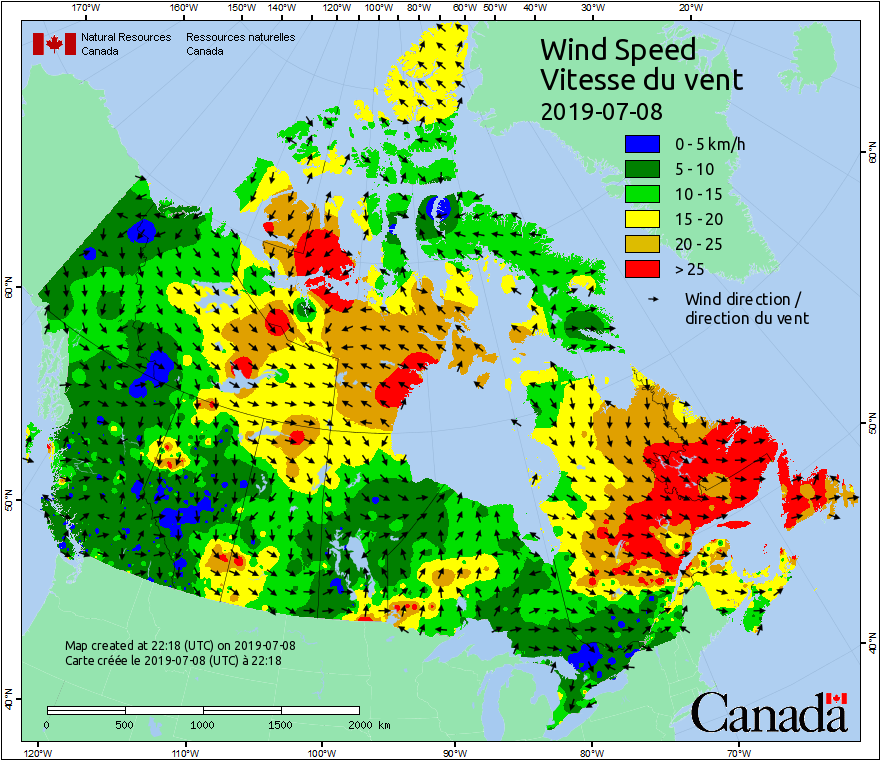 170°W 160°W 150°W 140°W 130°W 120°W 110°W 100°W 90°W 80°W 60°W 50°W 40°W 30°W 20°W
Natural Resources Canada
Ressources naturelles Canada
Wind Speed
Vitesse du vent
2019-07-08
0 - 5 km/h
5 - 10
10 - 15
15 - 20
20 - 25
> 25
Wind direction /
direction du vent
60°N
60°N
50°N
50°N
40°N
40°N
Map created at 22:18 (UTC) on 2019-07-08
Carte créée le 2019-07-08 (UTC) à 22:18
0 500 1000 1500 2000 km
Canada
120°W 110°W 100°W 90°W 80°W 70°W